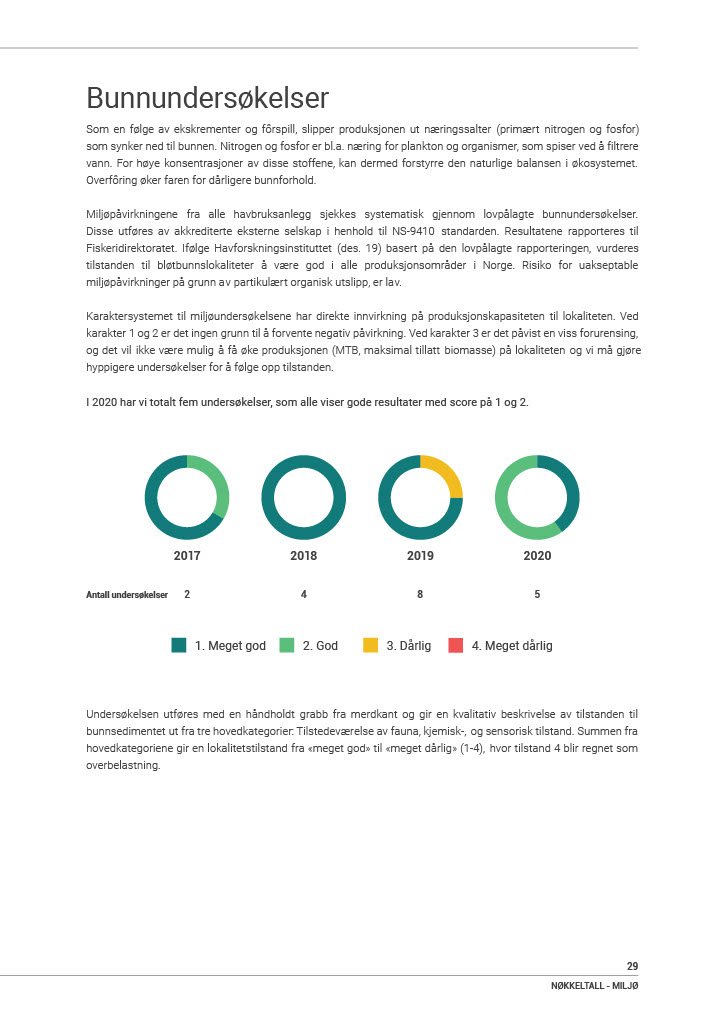 Bunnundersøkelser
Som en følge av ekskrementer og fôrspill, slipper produksjonen ut næringssalter (primært nitrogen og fosfor)
som synker ned til bunnen. Nitrogen og fosfor er bl.a. næring for plankton og organismer, som spiser ved å filtrere
vann. For høye konsentrasjoner av disse stoffene, kan dermed forstyrre den naturlige balansen i økosystemet.
Overfôring øker faren for dårligere bunnforhold.
Miljøpåvirkningene fra alle havbruksanlegg sjekkes systematisk gjennom lovpålagte bunnundersøkelser.
Disse utføres av akkrediterte eksterne selskap i henhold til NS-9410 standarden. Resultatene rapporteres til
Fiskeridirektoratet. Ifølge Havforskningsinstituttet (des. 19) basert på den lovpålagte rapporteringen, vurderes
tilstanden til bløtbunnslokaliteter å være god i alle produksjonsområder i Norge. Risiko for uakseptable
miljøpåvirkninger på grunn av partikulært organisk utslipp, er lav.
Karaktersystemet til miljøundersøkelsene har direkte innvirkning på produksjonskapasiteten til lokaliteten. Ved
karakter 1 og 2 er det ingen grunn til å forvente negativ påvirkning. Ved karakter 3 er det påvist en viss forurensing,
og det vil ikke være mulig å få øke produksjonen (MTB, maksimal tillatt biomasse) på lokaliteten og vi må gjøre
hyppigere undersøkelser for å følge opp tilstanden.
I 2020 har vi totalt fem undersøkelser, som alle viser gode resultater med score på 1 og 2.
2017 2018 2019 2020
Antall undersøkelser 2 4 8 5
1. Meget god 2. God 3. Dårlig 4. Meget dårlig
Undersøkelsen utføres med en håndholdt grabb fra merdkant og gir en kvalitativ beskrivelse av tilstanden til
bunnsedimentet ut fra tre hovedkategorier: Tilstedeværelse av fauna, kjemisk-, og sensorisk tilstand. Summen fra
hovedkategoriene gir en lokalitetstilstand fra «meget god» til «meget dårlig» (1-4), hvor tilstand 4 blir regnet som
overbelastning.
29
NØKKELTALL - MILJØ